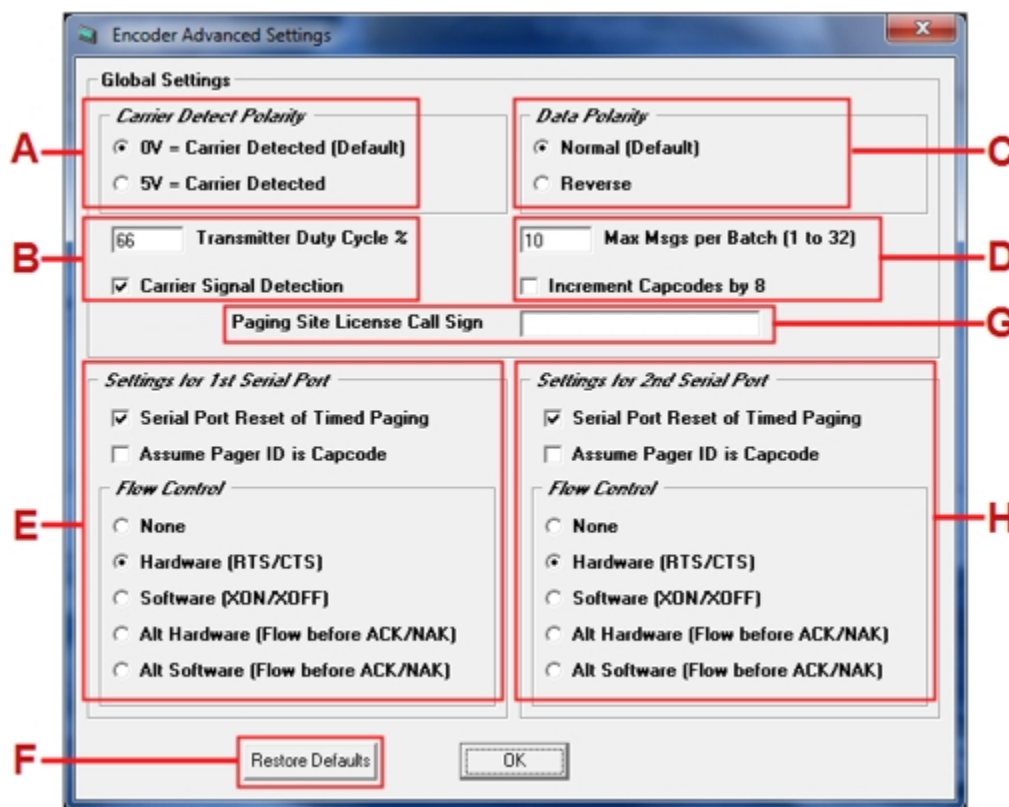 Encoder Advanced Settings
Global Settings
Carrier Detect Polarity
Data Polarity
A
0V = Carrier Detected (Default)
Normal (Default)
C
5V = Carrier Detected
Reverse
B
66 Transmitter Duty Cycle %
10 Max Msgs per Batch (1 to 32)
D
Carrier Signal Detection
Increment Capcodes by 8
Paging Site License Call Sign
G
Settings for 1st Serial Port
Serial Port Reset of Timed Paging
Assume Pager ID is Capcode
Flow Control
E
None
Hardware (RTS/CTS)
Software (XON/XOFF)
Alt Hardware (Flow before ACK/NAK)
Alt Software (Flow before ACK/NAK)
Settings for 2nd Serial Port
Serial Port Reset of Timed Paging
Assume Pager ID is Capcode
Flow Control
H
None
Hardware (RTS/CTS)
Software (XON/XOFF)
Alt Hardware (Flow before ACK/NAK)
Alt Software (Flow before ACK/NAK)
F
Restore Defaults
OK